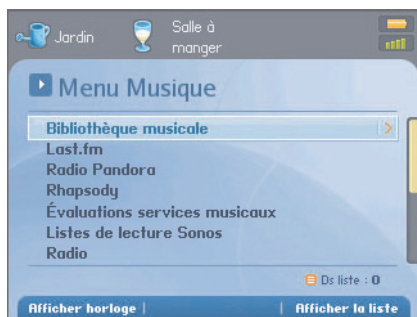 Jardin
Salle à
manger
Menu Musique
Bibliothèque musicale
Last.fm
Radio Pandora
Rhapsody
Évaluations services musicaux
Listes de lecture Sonos
Radio
Ds liste : 0
Afficher horloge
Afficher la liste